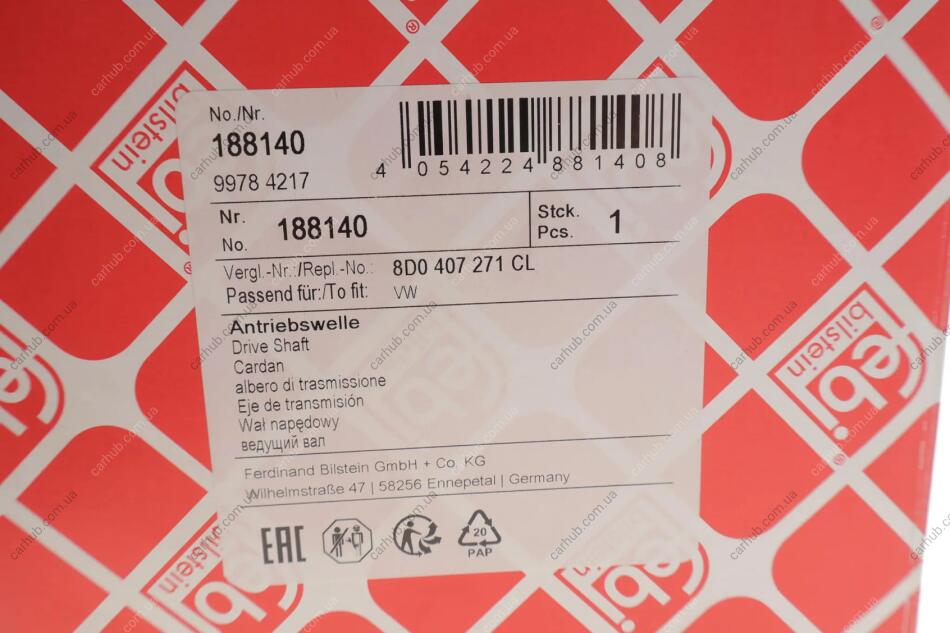 No./Nr.
188140
9978 4217
4 054224 881408
Nr.
No. 188140
Stck.
Pcs. 1
Vergl.-Nr.:/Repl.-No.: 8D0 407 271 CL
Passend für:/To fit: VW
Antriebswelle
Drive Shaft
Cardan
albero di trasmissione
Eje de transmisión
Wał napędowy
ведущий вал
Ferdinand Bilstein GmbH + Co. KG
Wilhelmstraße 47 | 58256 Ennepetal | Germany
EAC
20
PAP
febi
bilstein
febi
bilstein
bilstein
carhub.com.ua